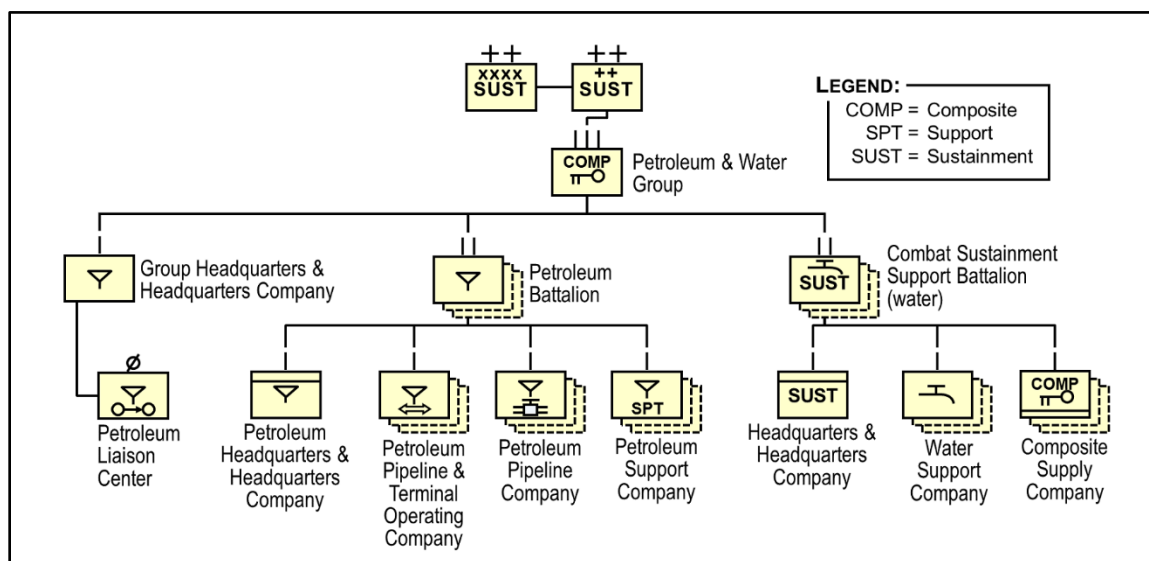 XXXX
SUST
++
SUST
LEGEND:
COMP = Composite
SPT = Support
SUST = Sustainment
COMP
Petroleum & Water
Group
Group Headquarters &
Headquarters Company
Petroleum
Battalion
SUST
Combat Sustainment
Support Battalion
(water)
Petroleum
Liaison
Center
Petroleum
Headquarters &
Headquarters
Company
Petroleum
Pipeline &
Terminal
Operating
Company
Petroleum
Pipeline
Company
SPT
Petroleum
Support
Company
SUST
Headquarters &
Headquarters
Company
Water
Support
Company
COMP
Composite
Supply
Company